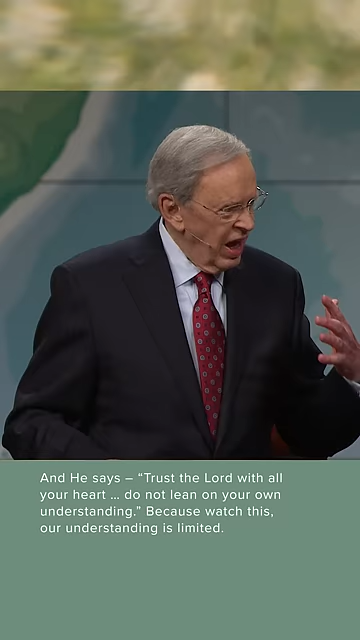 And He says – “Trust the Lord with all
your heart ... do not lean on your own
understanding.” Because watch this,
our understanding is limited.